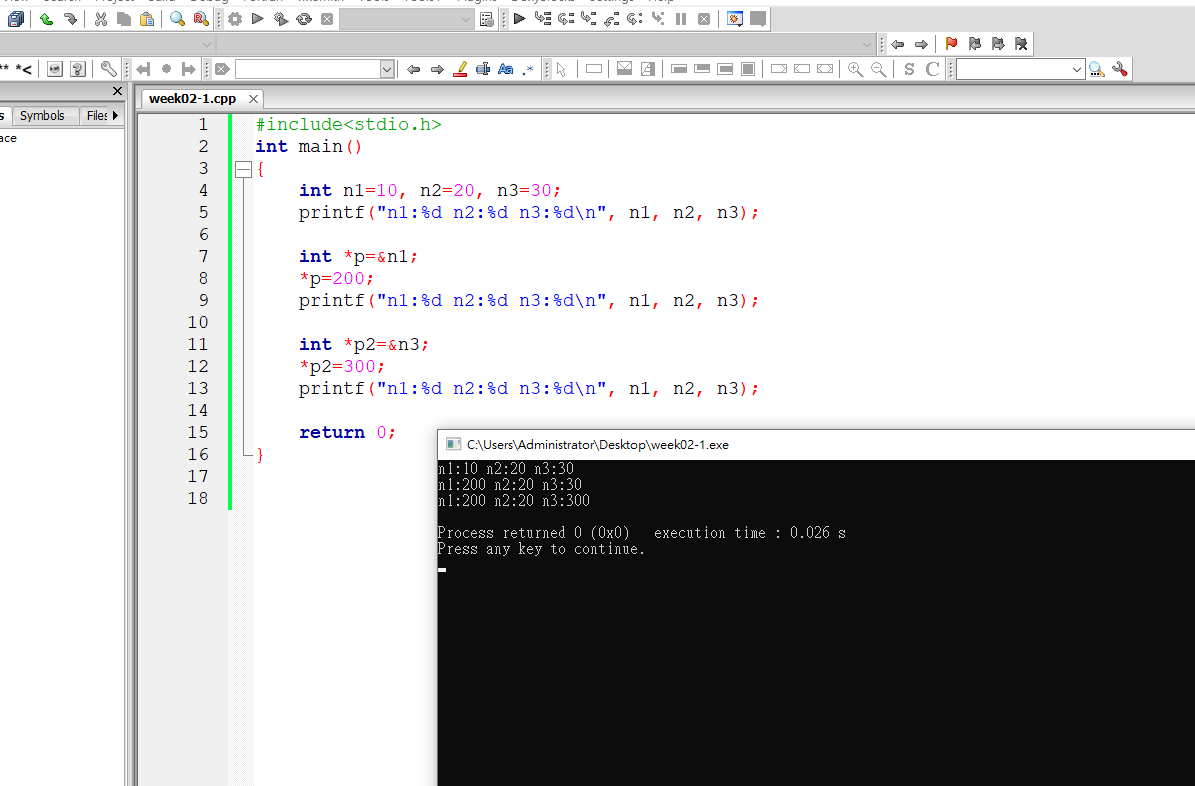 week02-1.cpp
Symbols
Files
ace
1 #include<stdio.h>
2 int main()
3 {
4 int n1=10, n2=20, n3=30;
5 printf("n1:%d n2:%d n3:%d\n", n1, n2, n3);
6
7 int *p=&n1;
8 *p=200;
9 printf("n1:%d n2:%d n3:%d\n", n1, n2, n3);
10
11 int *p2=&n3;
12 *p2=300;
13 printf("n1:%d n2:%d n3:%d\n", n1, n2, n3);
14
15 return 0;
16 }
17
18
C:\Users\Administrator\Desktop\week02-1.exe
n1:10 n2:20 n3:30
n1:200 n2:20 n3:30
n1:200 n2:20 n3:300
Process returned 0 (0x0) execution time : 0.026 s
Press any key to continue.